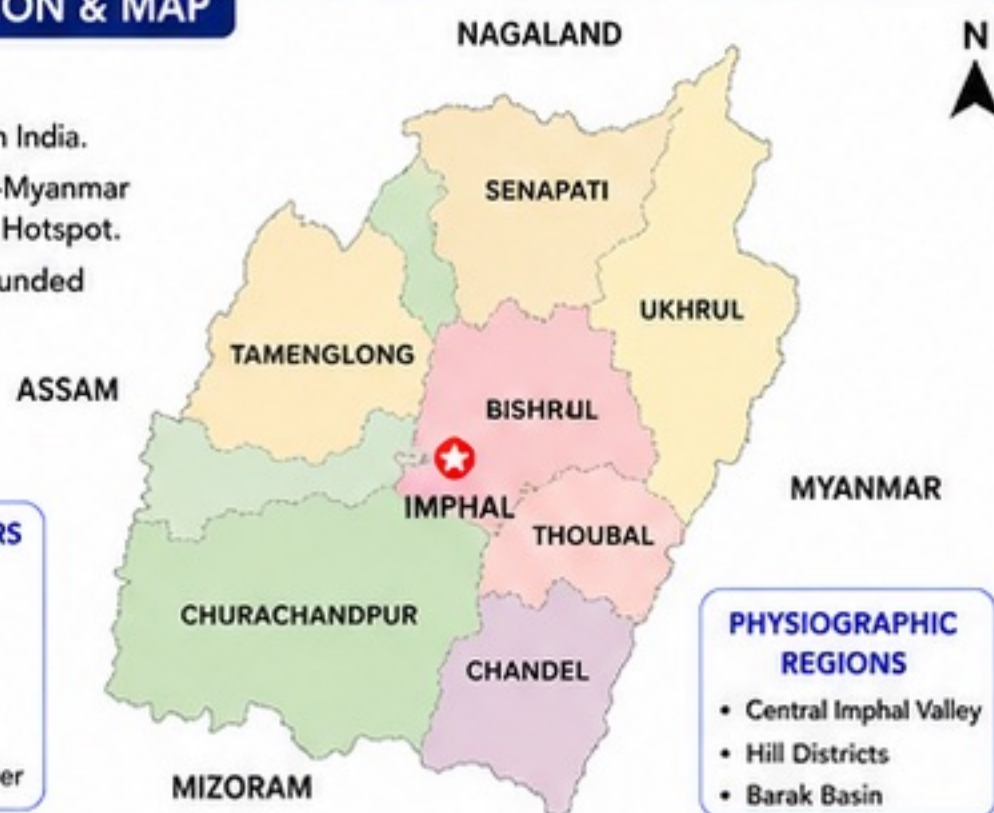 ON & MAP
NAGALAND
N
n India.
-Myanmar
Hotspot.
unded
SENAPATI
UKHRUL
TAMENGLONG
ASSAM
BISHRUL
MYANMAR
IMPHAL
THOUBAL
RS
CHURACHANDPUR
CHANDEL
PHYSIOGRAPHIC
REGIONS
• Central Imphal Valley
• Hill Districts
• Barak Basin
er
MIZORAM